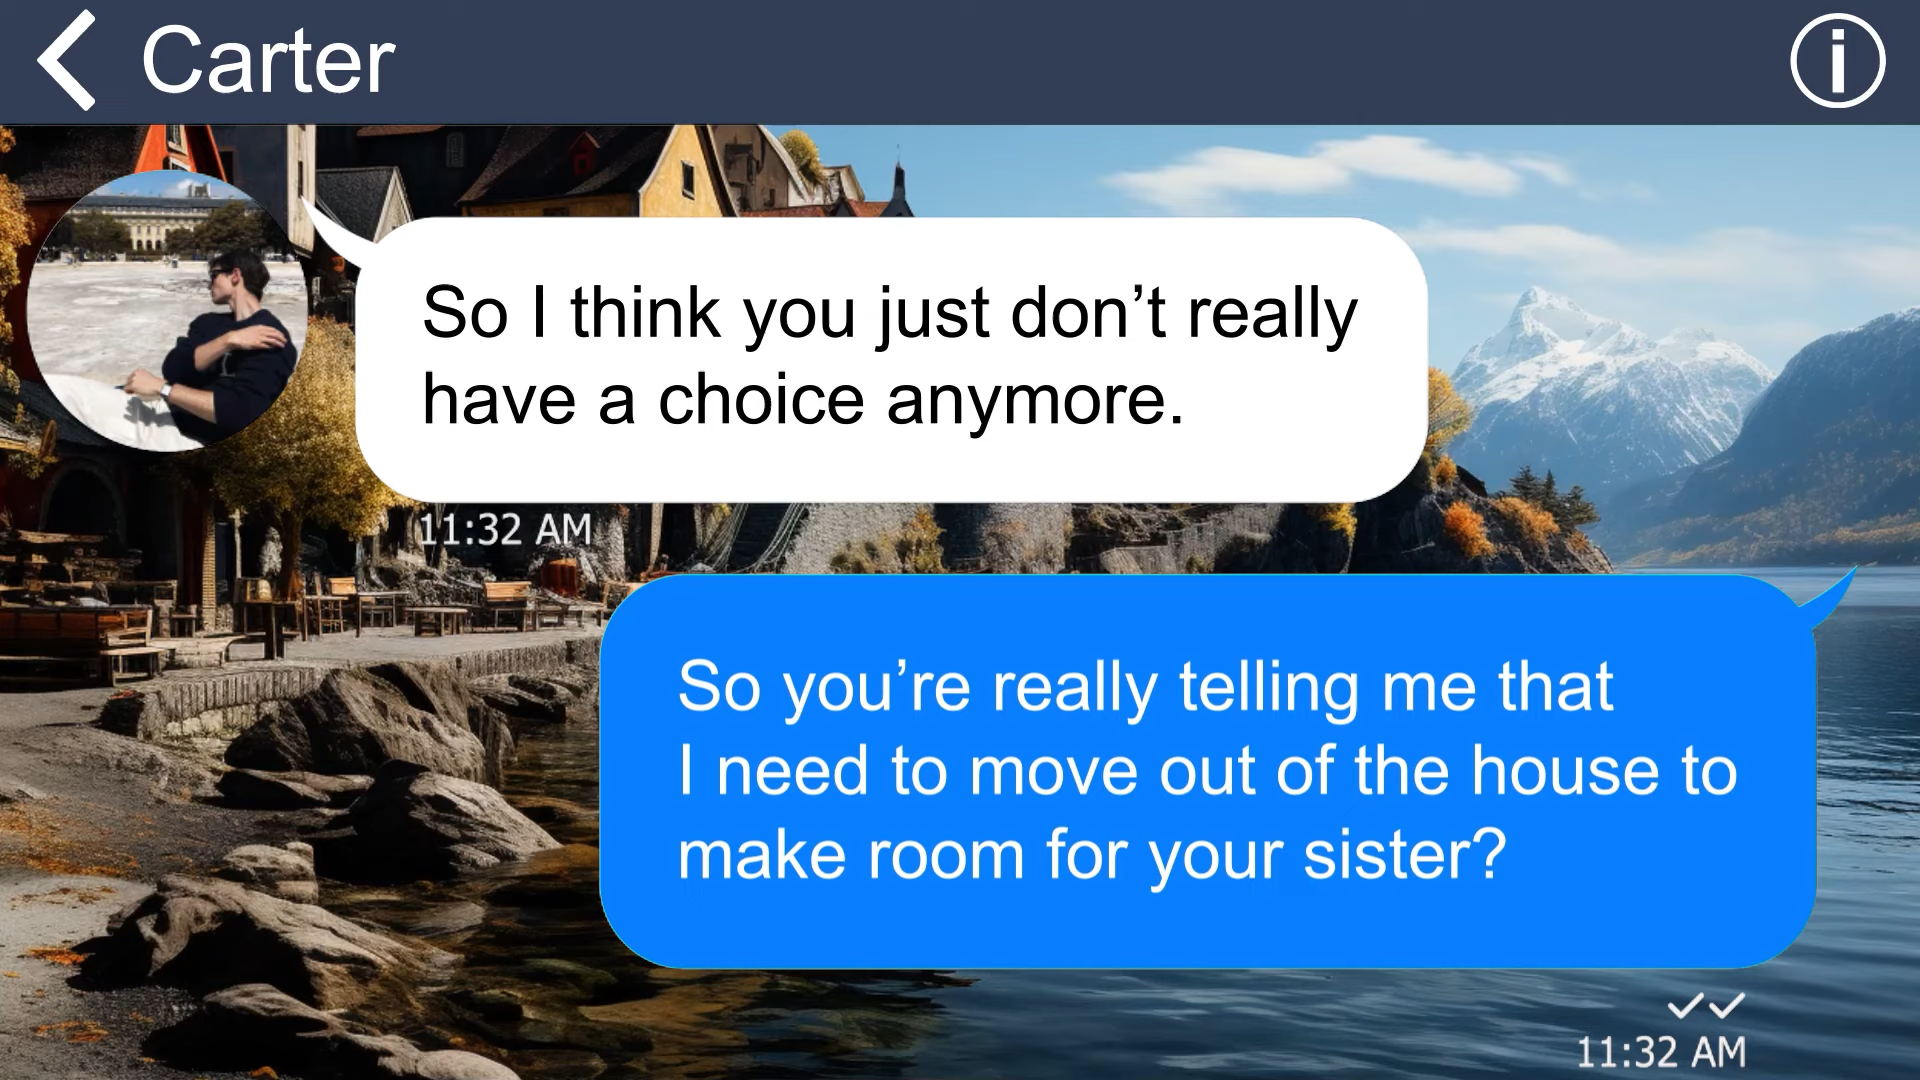 Carter
So I think you just don’t really
have a choice anymore.
11:32 AM
So you’re really telling me that
I need to move out of the house to
make room for your sister?
11:32 AM